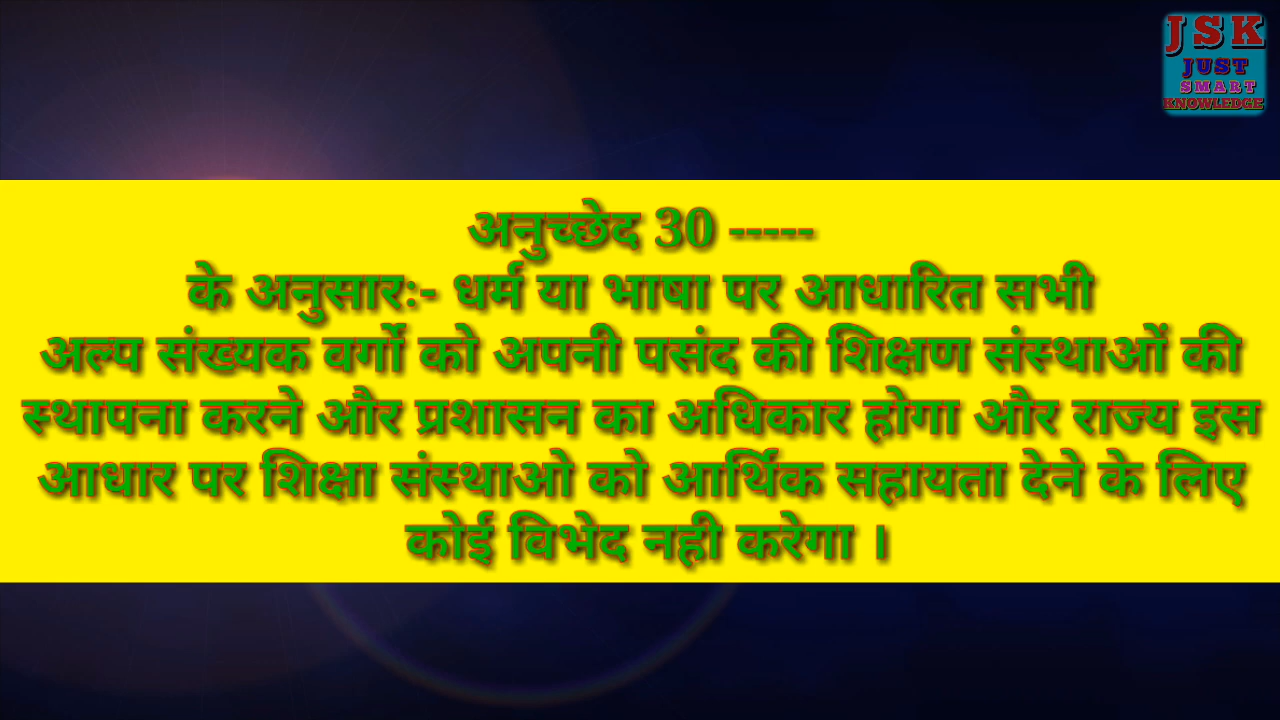 J S K
JUST
SMART
KNOWLEDGE
अनुच्छेद 30 -----
के अनुसारः- धर्म या भाषा पर आधारित सभी
अल्प संख्यक वर्गो को अपनी पसंद की शिक्षण संस्थाओं की
स्थापना करने और प्रशासन का अधिकार होगा और राज्य इस
आधार पर शिक्षा संस्थाओ को आर्थिक सहायता देने के लिए
कोई विभेद नही करेगा ।